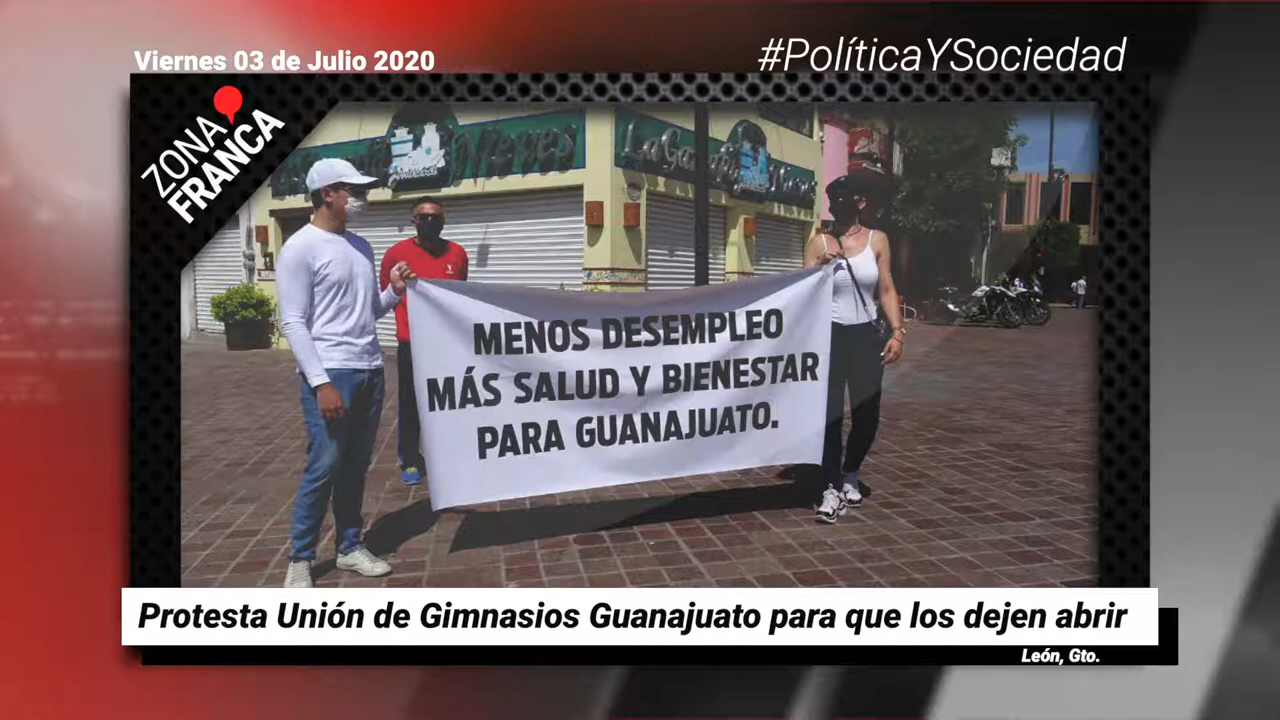 Viernes 03 de Julio 2020
#PolíticaYSociedad
ZONA
FRANCA
MENOS DESEMPLEO
MÁS SALUD Y BIENESTAR
PARA GUANAJUATO.
Protesta Unión de Gimnasios Guanajuato para que los dejen abrir
León, Gto.